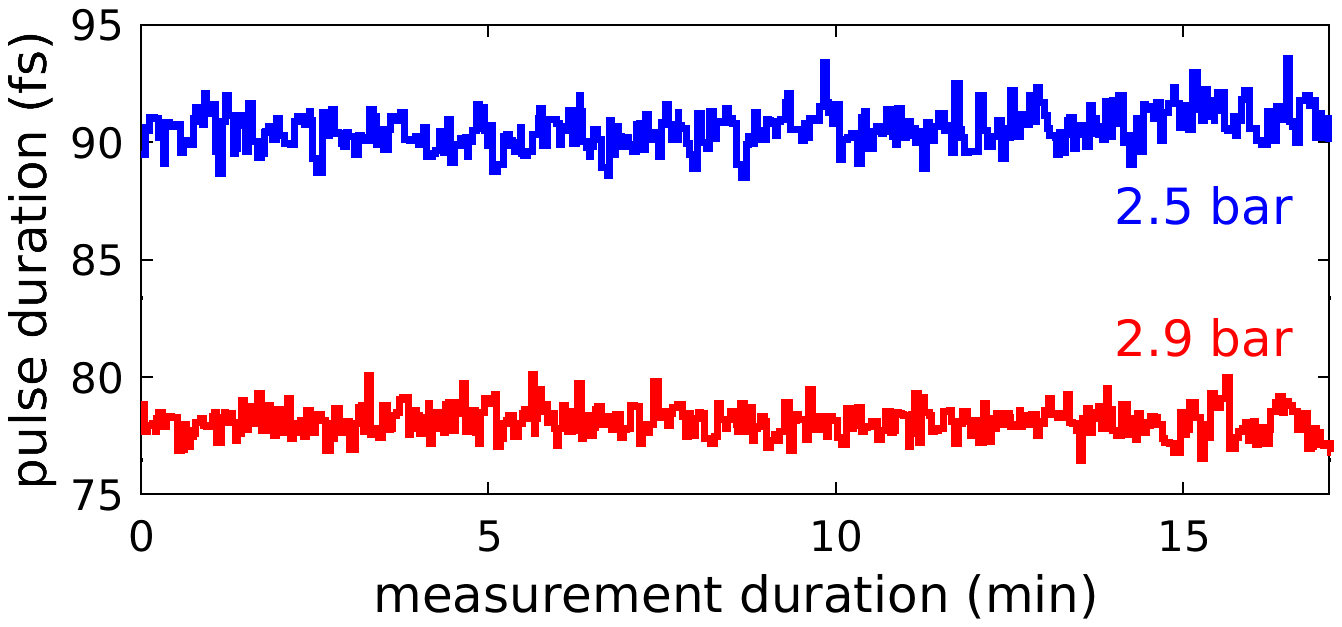 pulse duration (fs)
95
90
85
80
75
2.5 bar
2.9 bar
0 5 10 15
measurement duration (min)